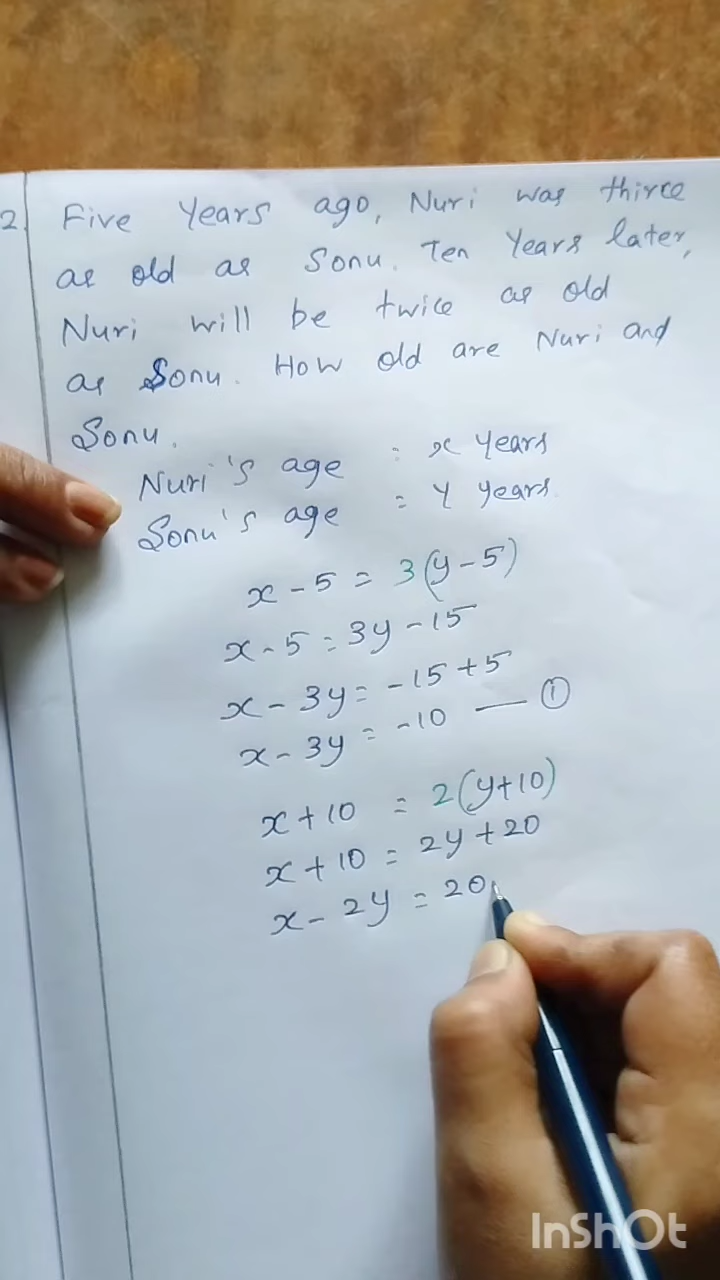 2. Five Years ago, Nuri was thirce
as old as Sonu. Ten Years later,
Nuri will be twice as old
as Sonu. How old are Nuri and
Sonu.
Nuri's age = x years
Sonu's age = y years
x - 5 = 3(y - 5)
x - 5 = 3y - 15
x - 3y = -15 + 5
x - 3y = -10 — ①
x + 10 = 2(y+10)
x + 10 = 2y + 20
x - 2y = 20
InShOt